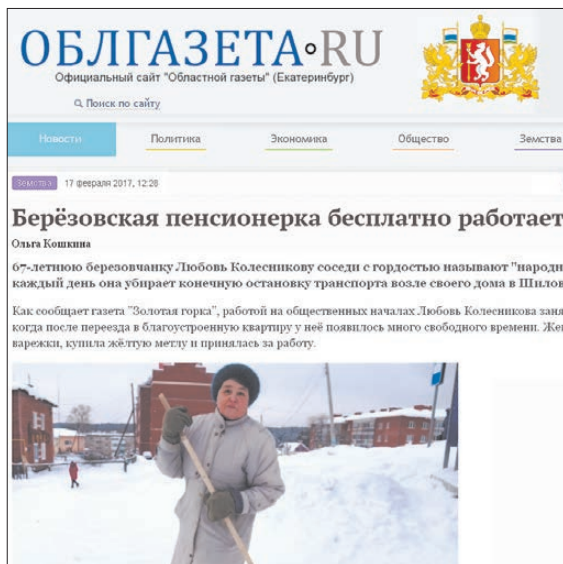 ОБЛГАЗЕТА•RU
Официальный сайт "Областной газеты" (Екатеринбург)
Поиск по сайту
Новости Политика Экономика Общество Земства
Земства 17 февраля 2017, 12:28
Берёзовская пенсионерка бесплатно работает
Ольга Кошкина
67-летнюю березовчанку Любовь Колесникову соседи с гордостью называют "народн
каждый день она убирает конечную остановку транспорта возле своего дома в Шилов
Как сообщает газета "Золотая горка", работой на общественных началах Любовь Колесникова заня
когда после переезда в благоустроенную квартиру у неё появилось много свободного времени. Же
варежки, купила жёлтую метлу и принялась за работу.